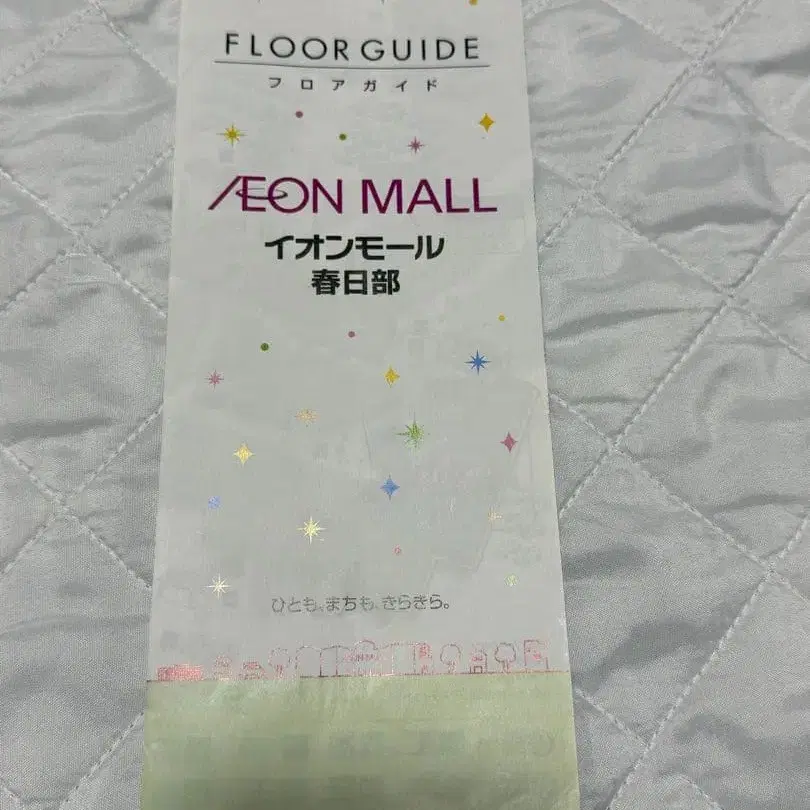 FLOOR GUIDE
フロアガイド
ÆON MALL
イオンモール
春日部
ひとも、まちも、きらきら。